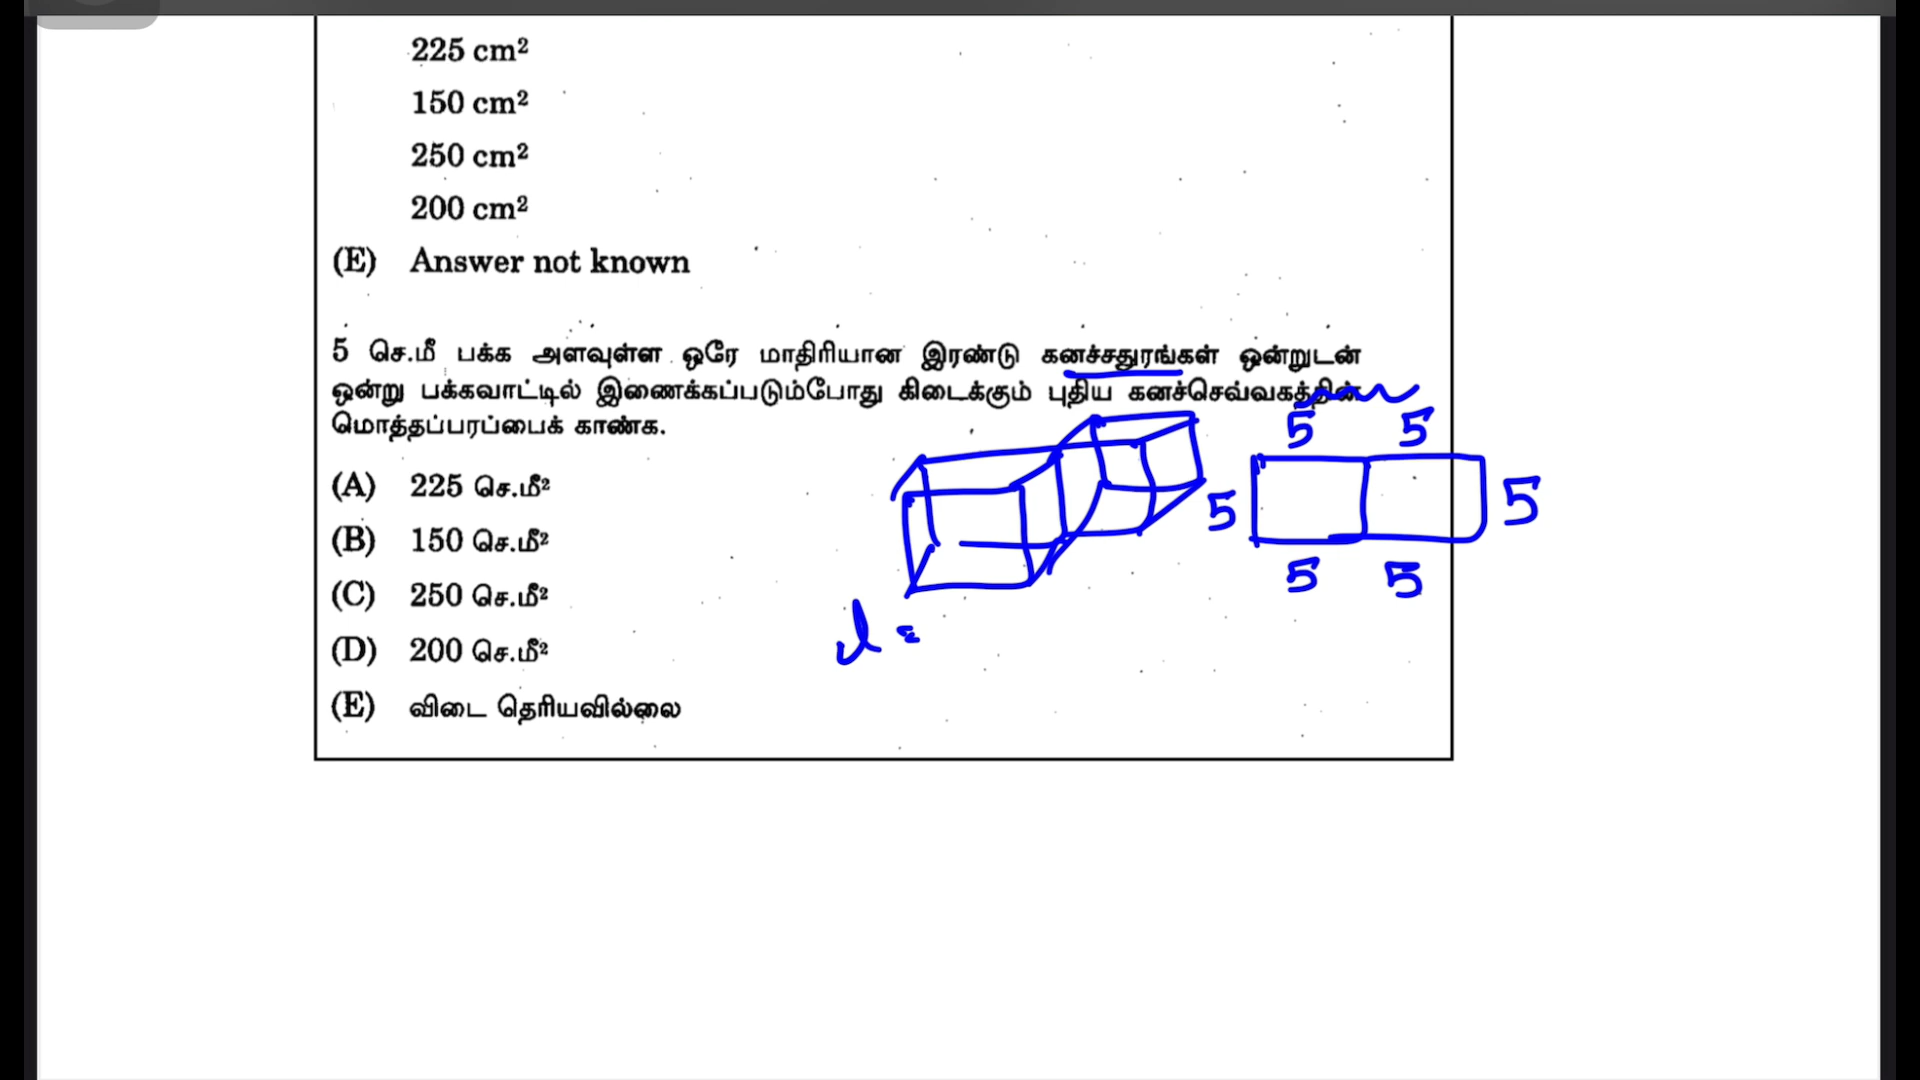 225 cm²
150 cm²
250 cm²
200 cm²
(E) Answer not known
5 செ.மீ பக்க அளவுள்ள ஒரே மாதிரியான இரண்டு கனச்சதுரங்கள் ஒன்றுடன்
ஒன்று பக்கவாட்டில் இணைக்கப்படும்போது கிடைக்கும் புதிய கனச்செவ்வகத்தின்
மொத்தப்பரப்பைக் காண்க.
(A) 225 செ.மீ²
(B) 150 செ.மீ²
(C) 250 செ.மீ²
(D) 200 செ.மீ²
(E) விடை தெரியவில்லை
5 5
5 5
5 5
l =